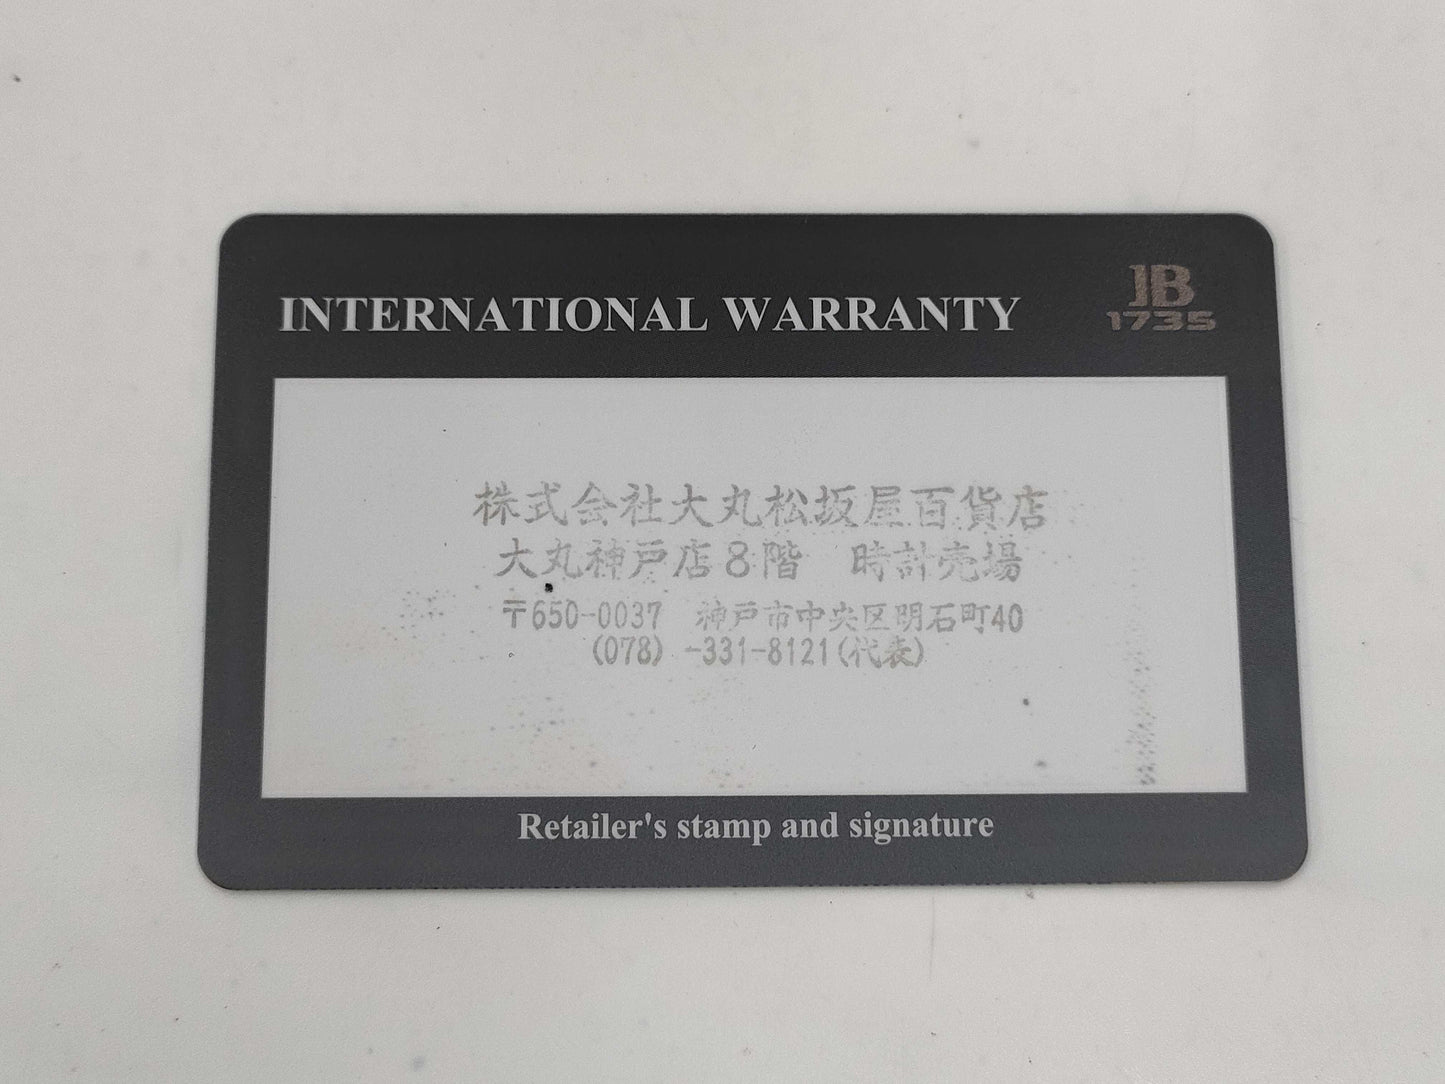 INTERNATIONAL WARRANTY
JB
1735
株式会社大丸松坂屋百貨店
大丸神戸店８階　時計売場
〒650-0037　神戸市中央区明石町40
(078) -331-8121(代表)
Retailer's stamp and signature